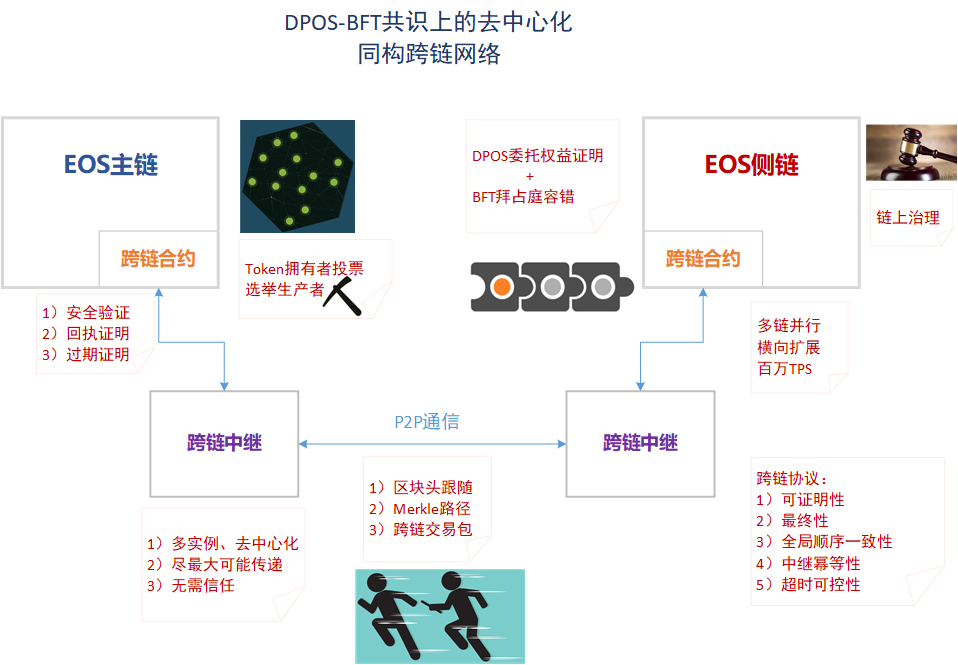 DPOS-BFT共识上的去中心化
同构跨链网络
EOS主链
跨链合约
Token拥有者投票
选举生产者
DPOS委托权益证明
+
BFT拜占庭容错
EOS侧链
跨链合约
链上治理
1）安全验证
2）回执证明
3）过期证明
多链并行
横向扩展
百万TPS
跨链中继
P2P通信
跨链中继
1）区块头跟随
2）Merkle路径
3）跨链交易包
1）多实例、去中心化
2）尽最大可能传递
3）无需信任
跨链协议：
1）可证明性
2）最终性
3）全局顺序一致性
4）中继幂等性
5）超时可控性